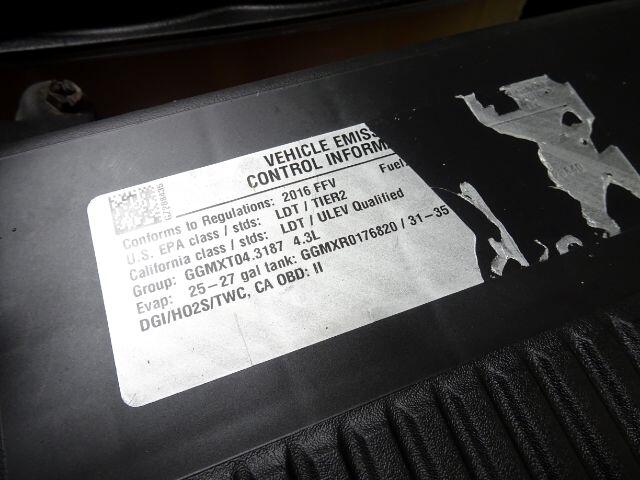 VEHICLE EMISS
CONTROL INFORM
Fuel:
Conforms to Regulations: 2016 FFV
U.S. EPA class / stds: LDT / TIER2
California class / stds: LDT / ULEV Qualified
Group: GGMXT04.3187 4.3L
Evap: 25-27 gal tank: GGMXR0176820 / 31-35
DGI/HO2S/TWC, CA OBD: II